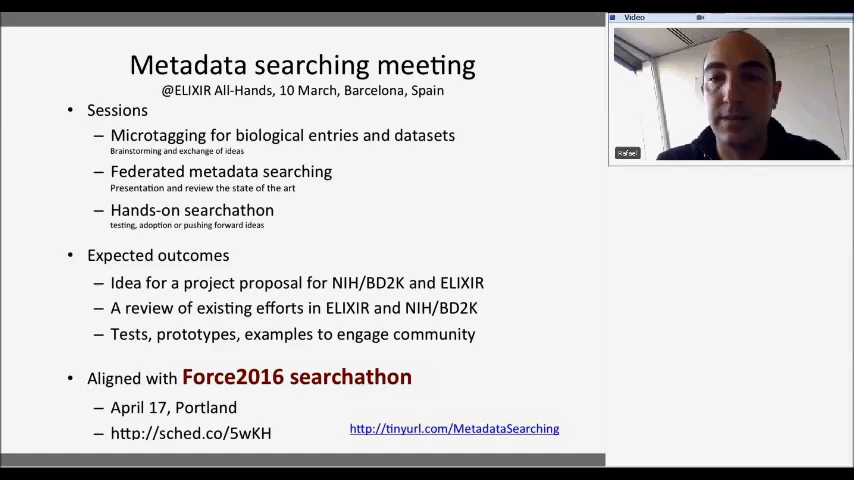 Metadata searching meeting
@ELIXIR All-Hands, 10 March, Barcelona, Spain
• Sessions
– Microtagging for biological entries and datasets
Brainstorming and exchange of ideas
– Federated metadata searching
Presentation and review the state of the art
– Hands-on searchathon
testing, adoption or pushing forward ideas
• Expected outcomes
– Idea for a project proposal for NIH/BD2K and ELIXIR
– A review of existing efforts in ELIXIR and NIH/BD2K
– Tests, prototypes, examples to engage community
• Aligned with Force2016 searchathon
– April 17, Portland
– http://sched.co/5wKH
http://tinyurl.com/MetadataSearching
Video
Rafael